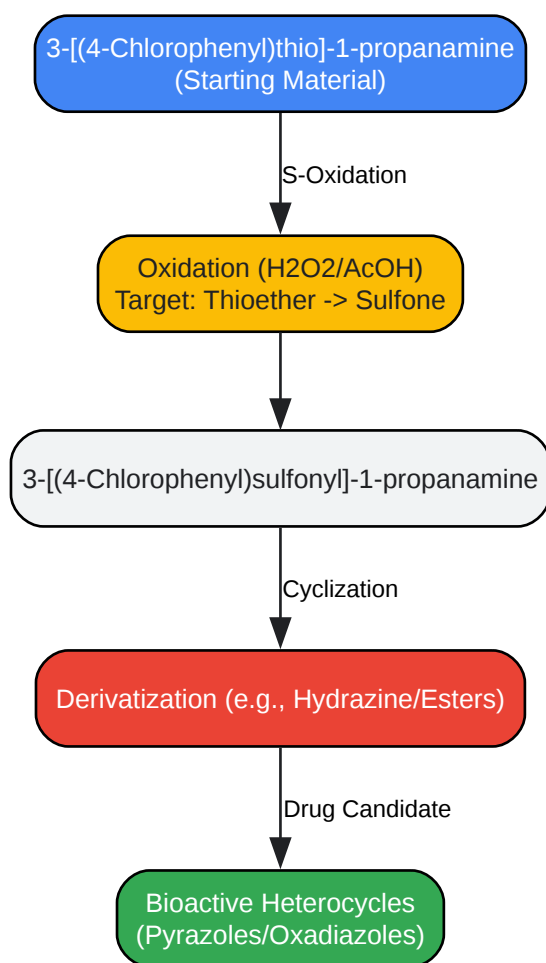 3-[(4-Chlorophenyl)thio]-1-propanamine
(Starting Material)
S-Oxidation
Oxidation (H2O2/AcOH)
Target: Thioether -> Sulfone
3-[(4-Chlorophenyl)sulfonyl]-1-propanamine
Cyclization
Derivatization (e.g., Hydrazine/Esters)
Drug Candidate
Bioactive Heterocycles
(Pyrazoles/Oxadiazoles)